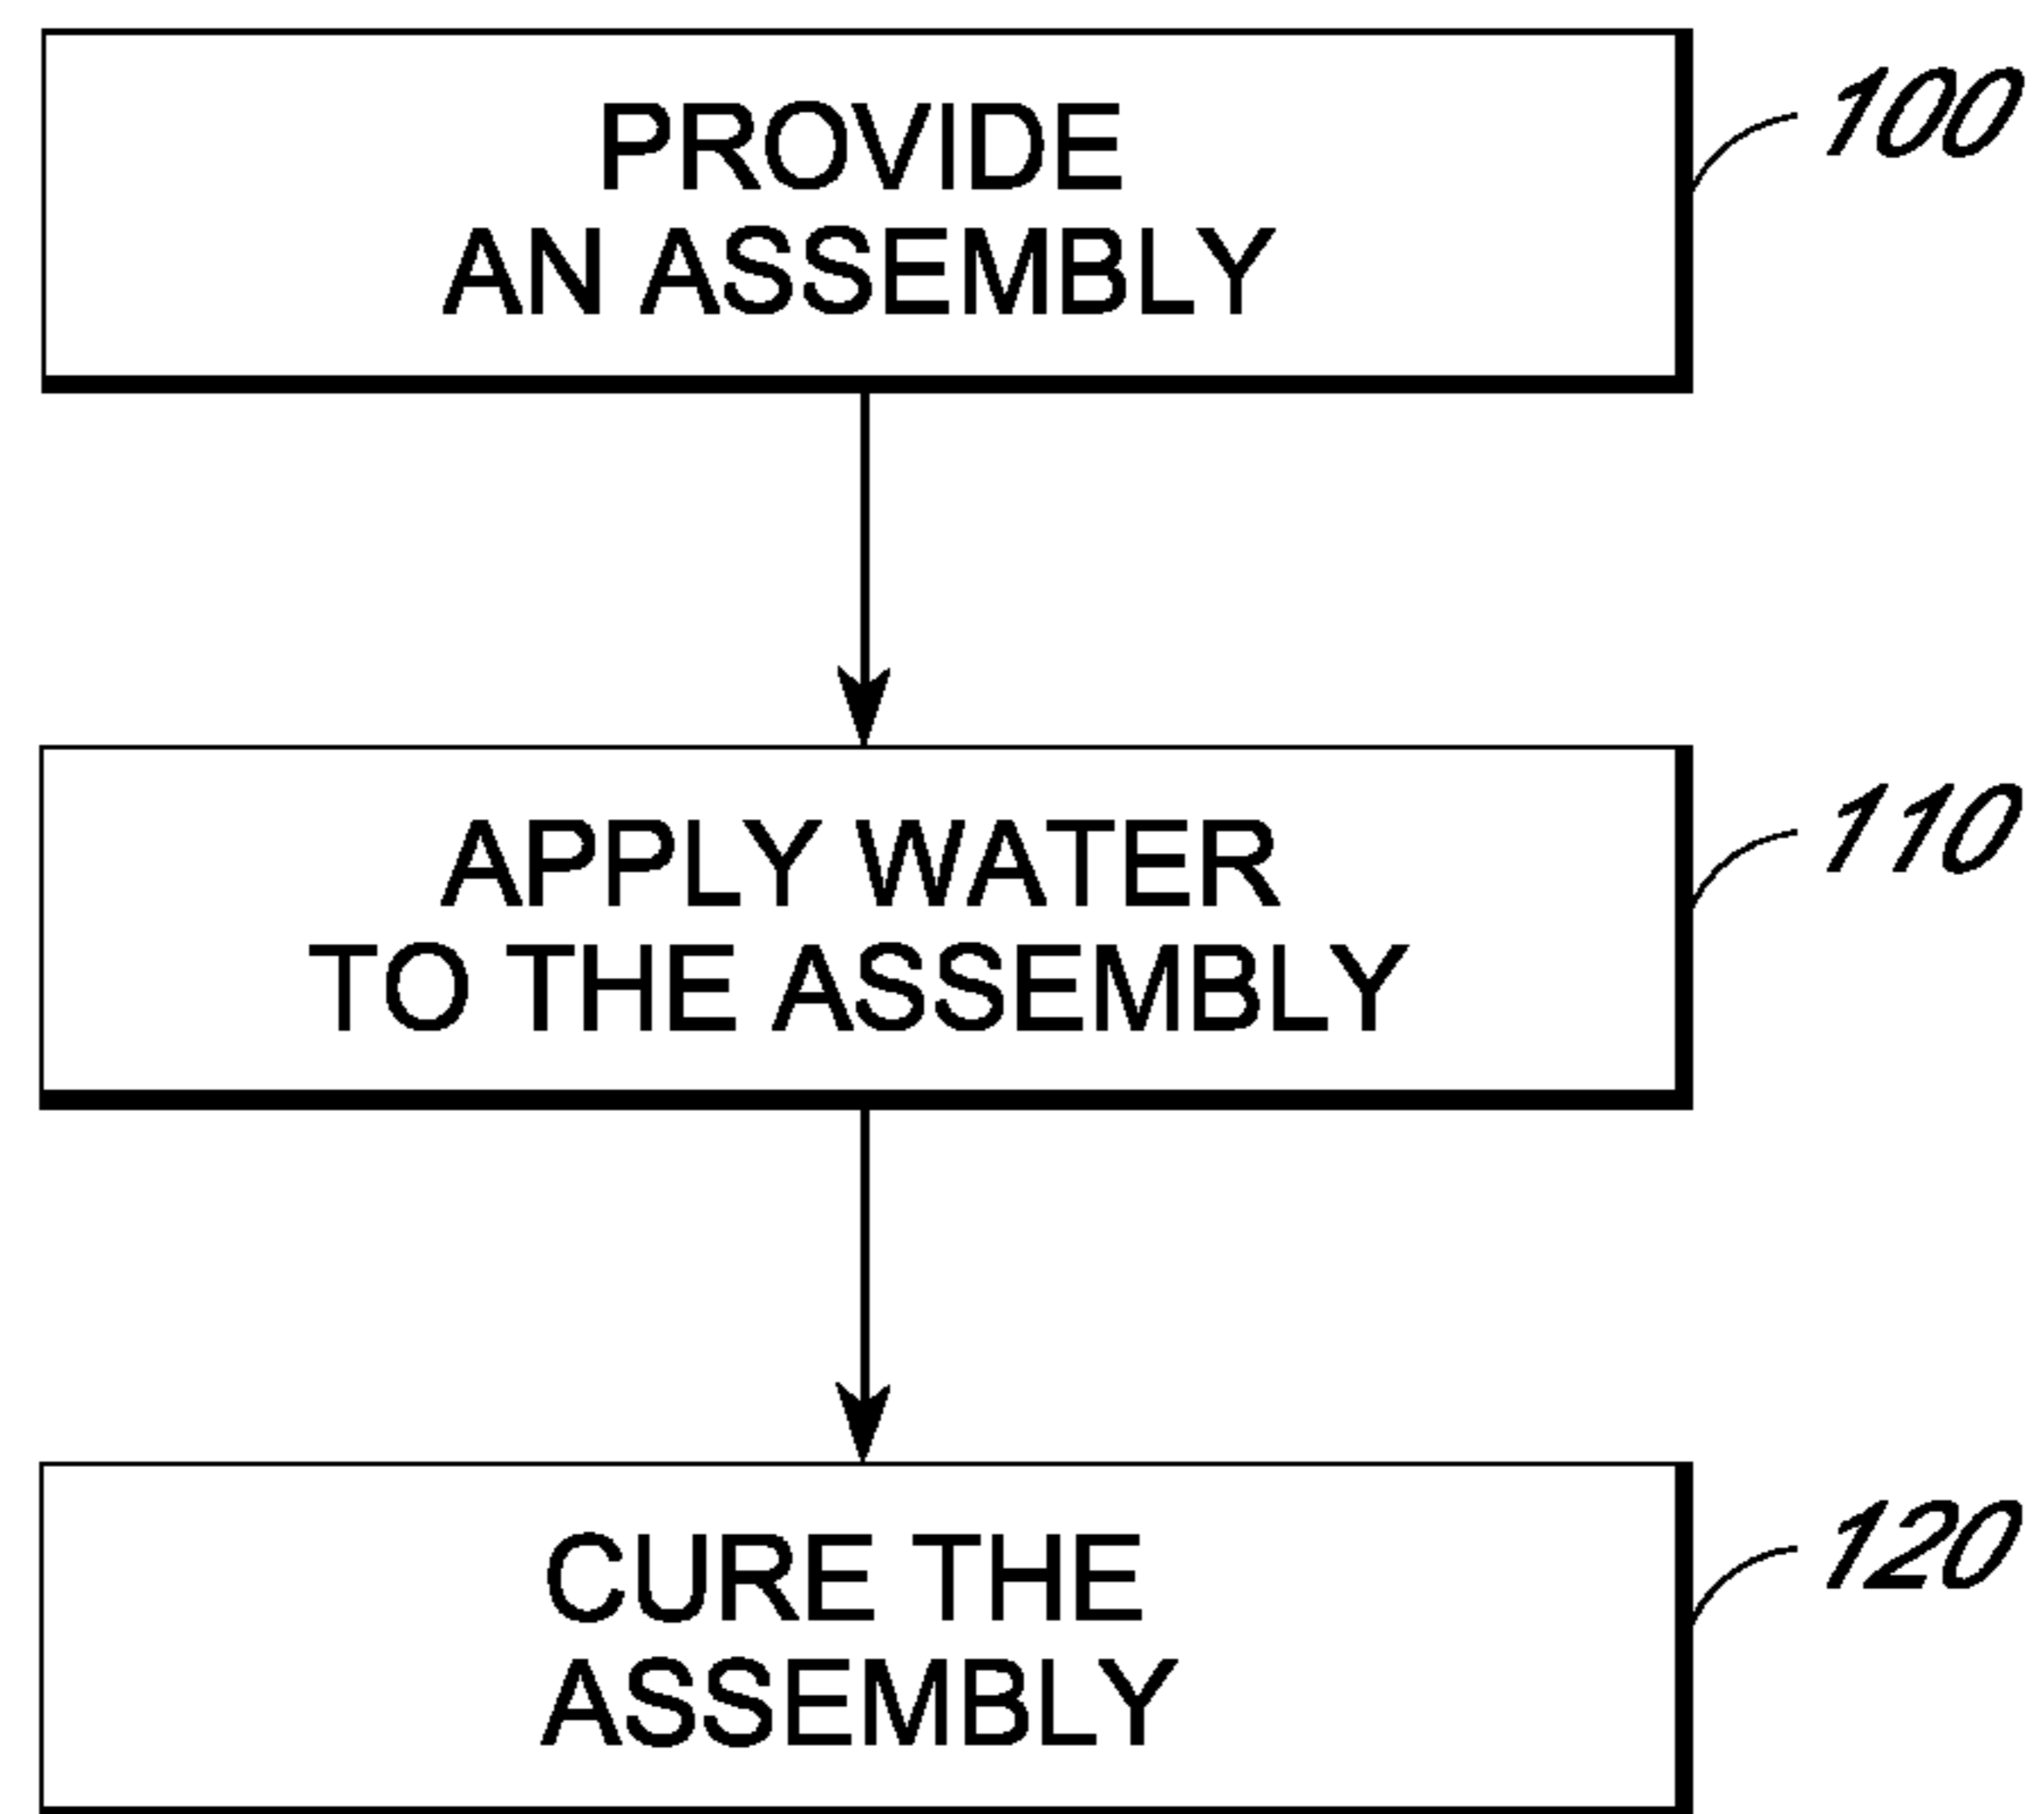 PROVIDE
AN ASSEMBLY
100
APPLY WATER
TO THE ASSEMBLY
110
CURE THE
ASSEMBLY
120